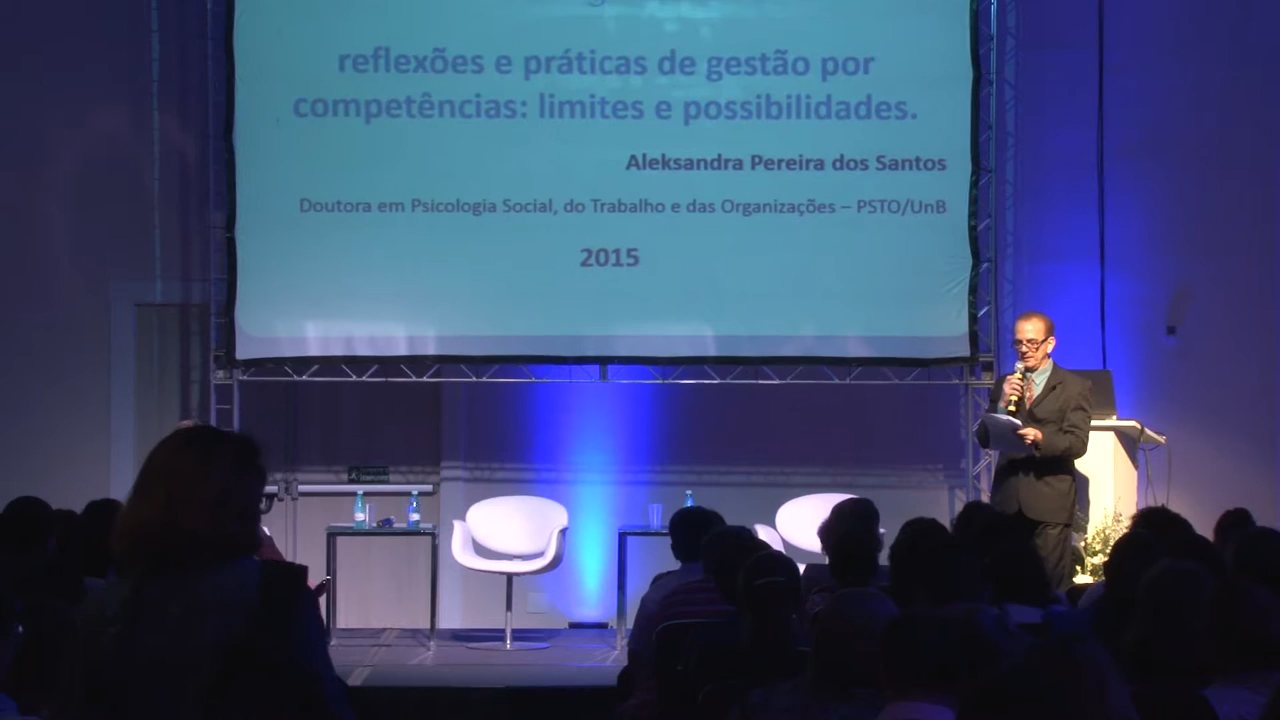 reflexões e práticas de gestão por
competências: limites e possibilidades.
Aleksandra Pereira dos Santos
Doutora em Psicologia Social, do Trabalho e das Organizações – PSTO/UnB
2015